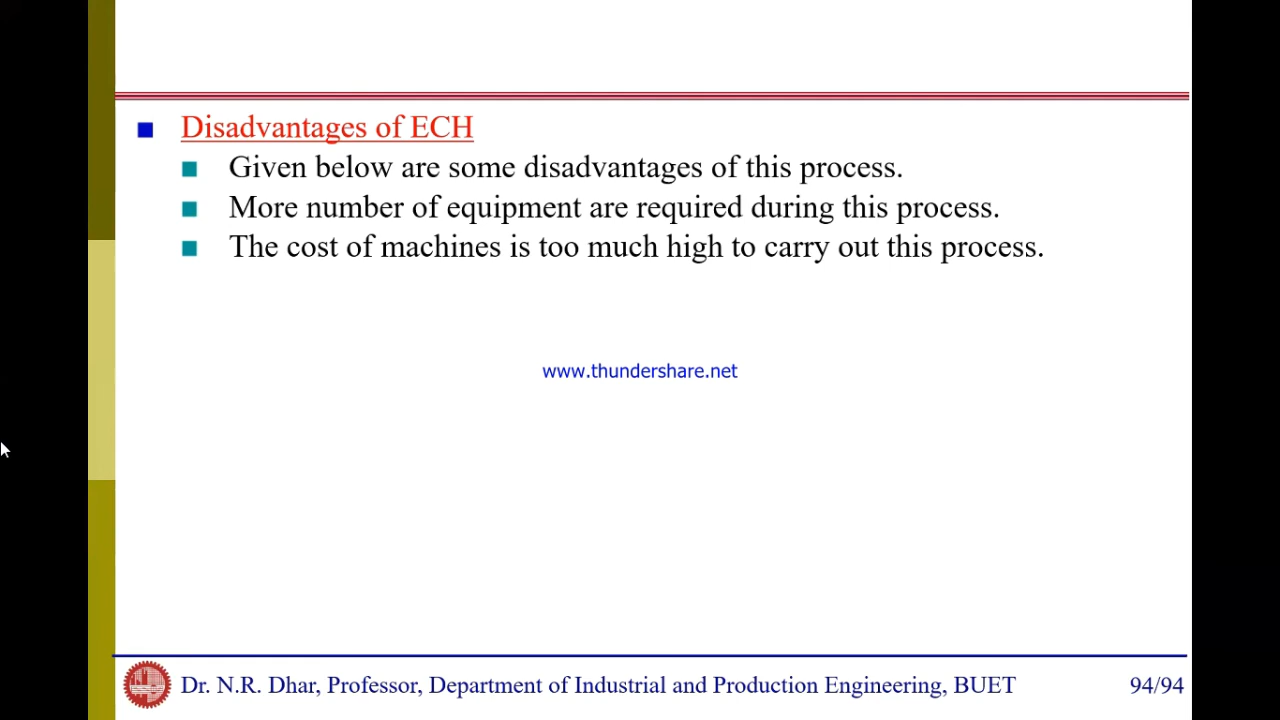 Disadvantages of ECH
Given below are some disadvantages of this process.
More number of equipment are required during this process.
The cost of machines is too much high to carry out this process.
www.thundershare.net
Dr. N.R. Dhar, Professor, Department of Industrial and Production Engineering, BUET 94/94